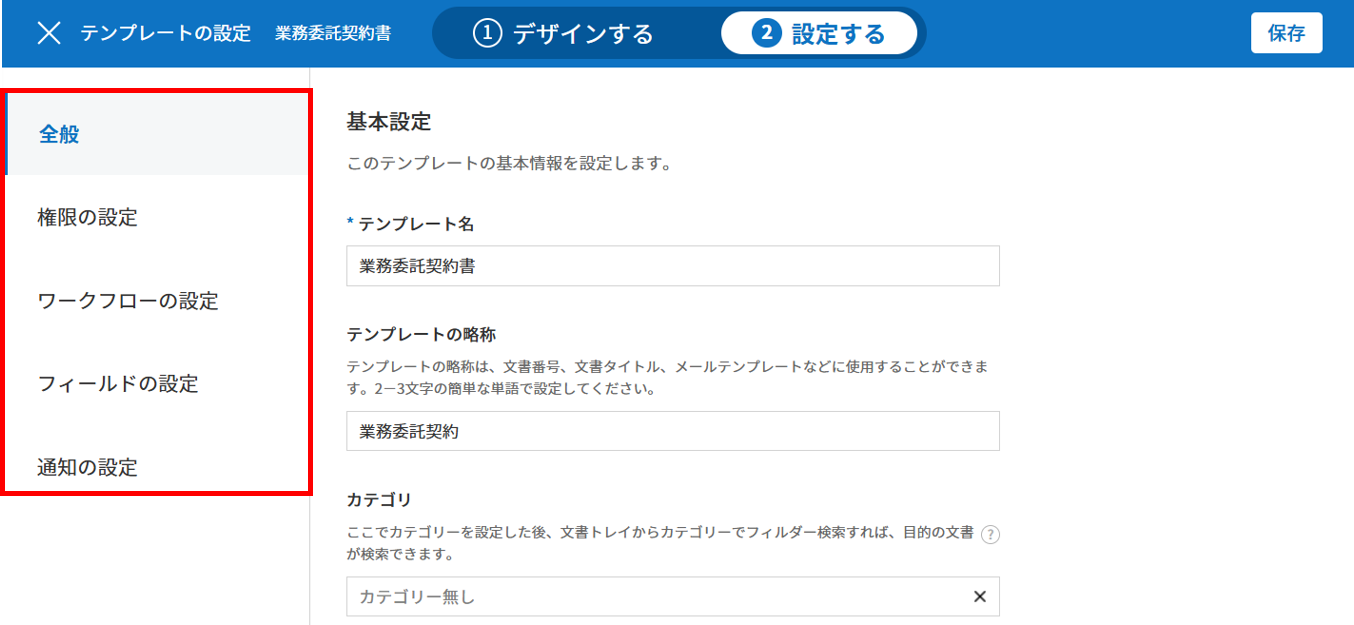 テンプレートの設定 業務委託契約書 ① デザインする ② 設定する 保存
全般
権限の設定
ワークフローの設定
フィールドの設定
通知の設定
基本設定
このテンプレートの基本情報を設定します。
* テンプレート名
業務委託契約書
テンプレートの略称
テンプレートの略称は、文書番号、文書タイトル、メールテンプレートなどに使用することができま
す。2－3文字の簡単な単語で設定してください。
業務委託契約
カテゴリ
ここでカテゴリーを設定した後、文書トレイからカテゴリーでフィルダー検索すれば、目的の文書 ?
が検索できます。
カテゴリー無し